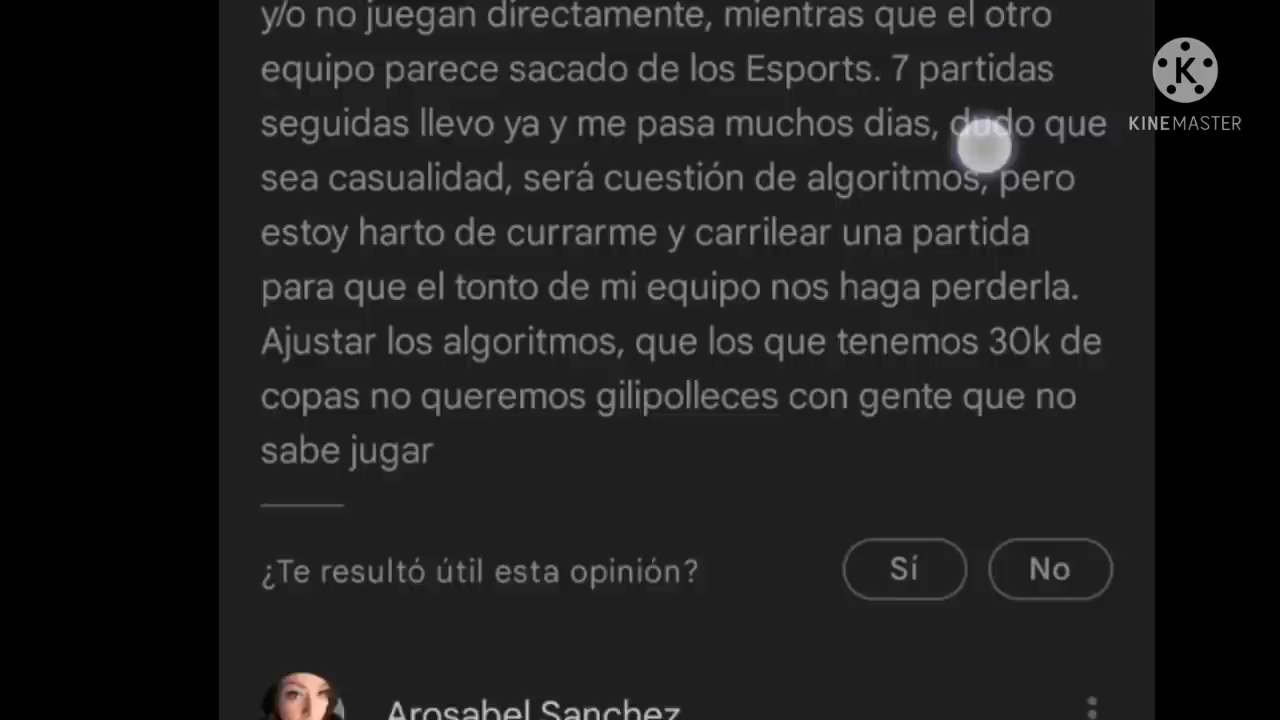 y/o no juegan directamente, mientras que el otro
equipo parece sacado de los Esports. 7 partidas
seguidas llevo ya y me pasa muchos dias, dudo que
sea casualidad, será cuestión de algoritmos, pero
estoy harto de currarme y carrilear una partida
para que el tonto de mi equipo nos haga perderla.
Ajustar los algoritmos, que los que tenemos 30k de
copas no queremos gilipolleces con gente que no
sabe jugar
¿Te resultó útil esta opinión?
Sí
No
Arosabel Sanchez
K
KINEMASTER